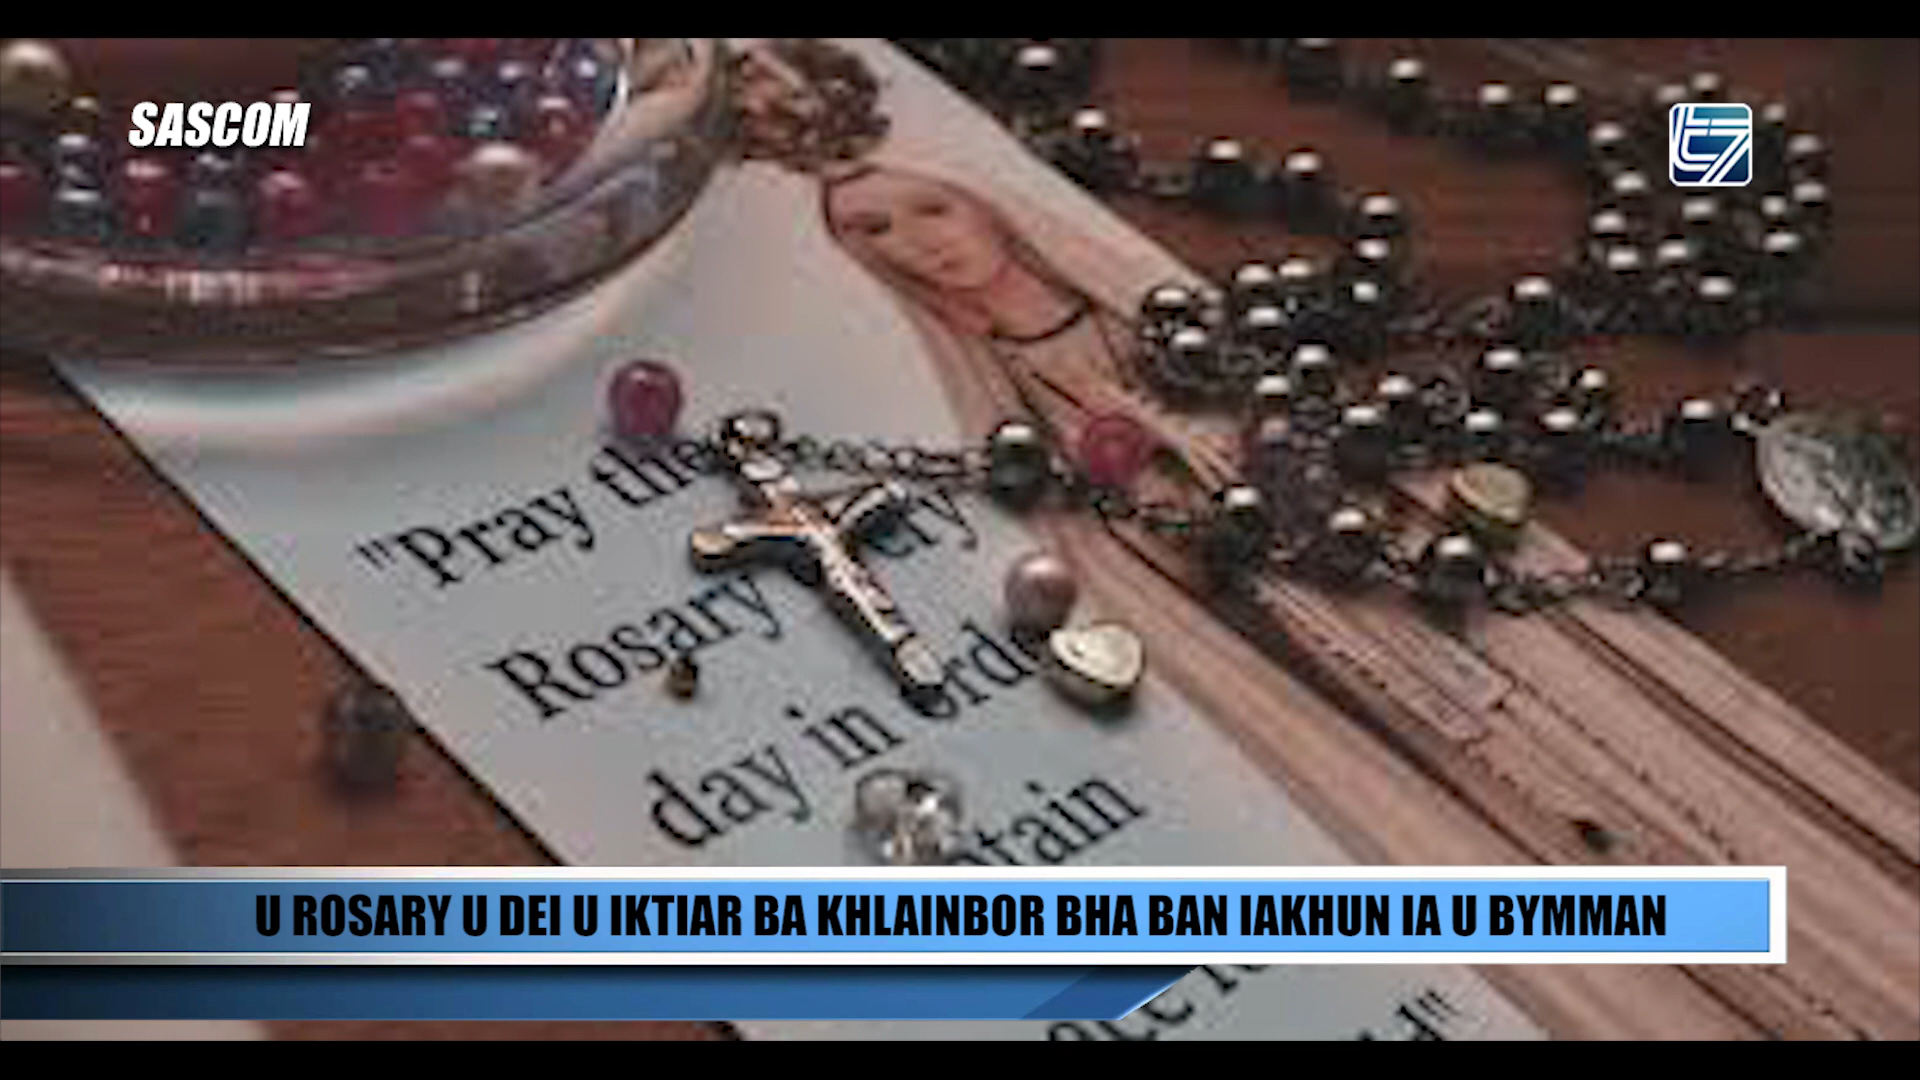 SASCOM
"Pray the
Rosary
day in
U ROSARY U DEI U IKTIAR BA KHLAINBOR BHA BAN IAKHUN IA U BYMMAN